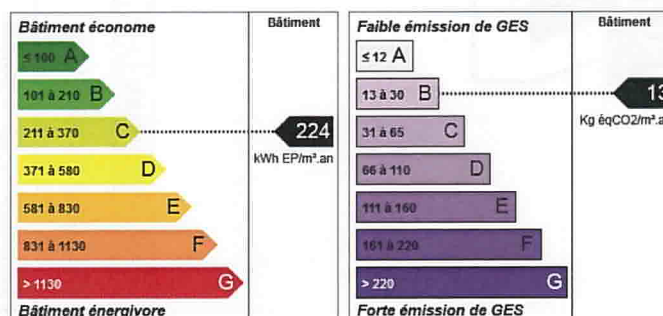 Bâtiment économe
Bâtiment
≤ 100 A
101 à 210 B
211 à 370 C
224
kWh EP/m².an
371 à 580 D
581 à 830 E
831 à 1130 F
> 1130 G
Bâtiment énergivore
Faible émission de GES
Bâtiment
≤ 12 A
13 à 30 B
13
Kg éqCO2/m².a
31 à 65 C
66 à 110 D
111 à 160 E
161 à 220 F
> 220 G
Forte émission de GES